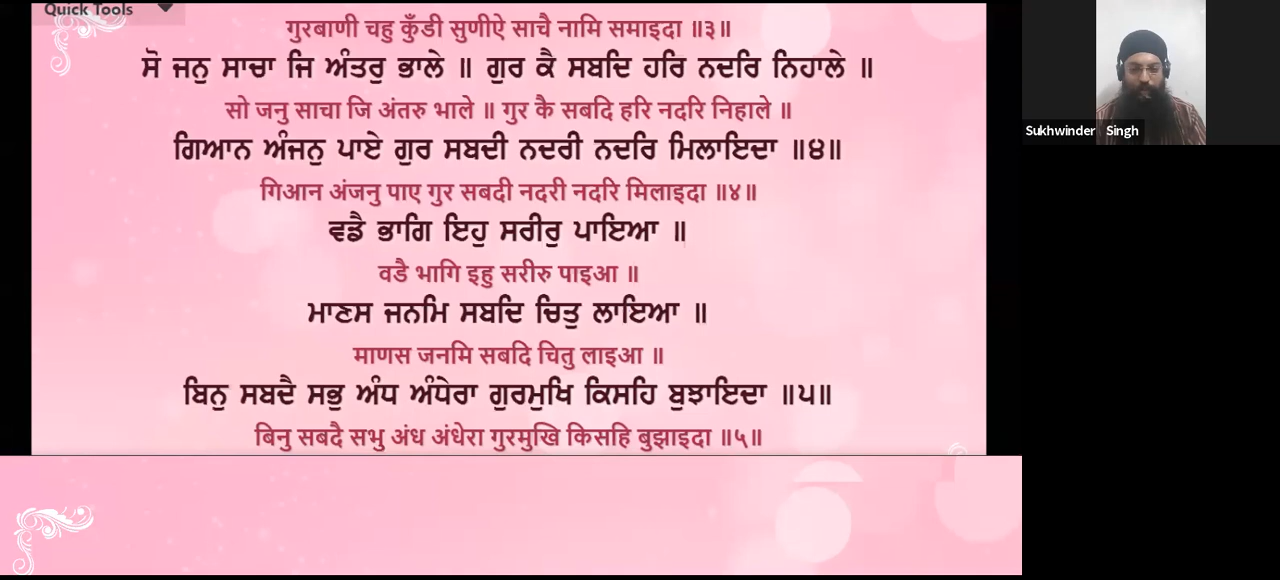 Quick Tools
गुरबाणी चहु कुँडी सुणीऐ साचै नामि समाइदा ॥३॥
ਸੋ ਜਨੁ ਸਾਚਾ ਜਿ ਅੰਤਰੁ ਭਾਲੇ ॥ ਗੁਰ ਕੈ ਸਬਦਿ ਹਰਿ ਨਦਰਿ ਨਿਹਾਲੇ ॥
सो जनु साचा जि अंतरु भाले ॥ गुर कै सबदि हरि नदरि निहाले ॥
ਗਿਆਨ ਅੰਜਨੁ ਪਾਏ ਗੁਰ ਸਬਦੀ ਨਦਰੀ ਨਦਰਿ ਮਿਲਾਇਦਾ ॥੪॥
गिआन अंजनु पाए गुर सबदी नदरी नदरि मिलाइदा ॥४॥
ਵਡੈ ਭਾਗਿ ਇਹੁ ਸਰੀਰੁ ਪਾਇਆ ॥
वडै भागि इहु सरीरु पाइआ ॥
ਮਾਣਸ ਜਨਮਿ ਸਬਦਿ ਚਿਤੁ ਲਾਇਆ ॥
माणस जनमि सबदि चितु लाइआ ॥
ਬਿਨੁ ਸਬਦੈ ਸਭੁ ਅੰਧ ਅੰਧੇਰਾ ਗੁਰਮੁਖਿ ਕਿਸਹਿ ਬੁਝਾਇਦਾ ॥੫॥
बिनु सबदै सभु अंध अंधेरा गुरमुखि किसहि बुझाइदा ॥५॥
Sukhwinder Singh